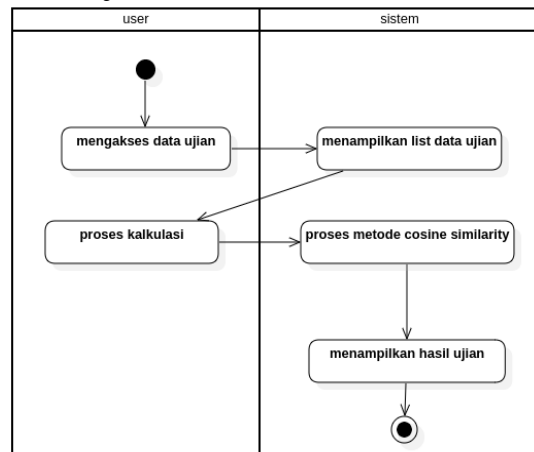 user
sistem
mengakses data ujian
menampilkan list data ujian
proses kalkulasi
proses metode cosine similarity
menampilkan hasil ujian